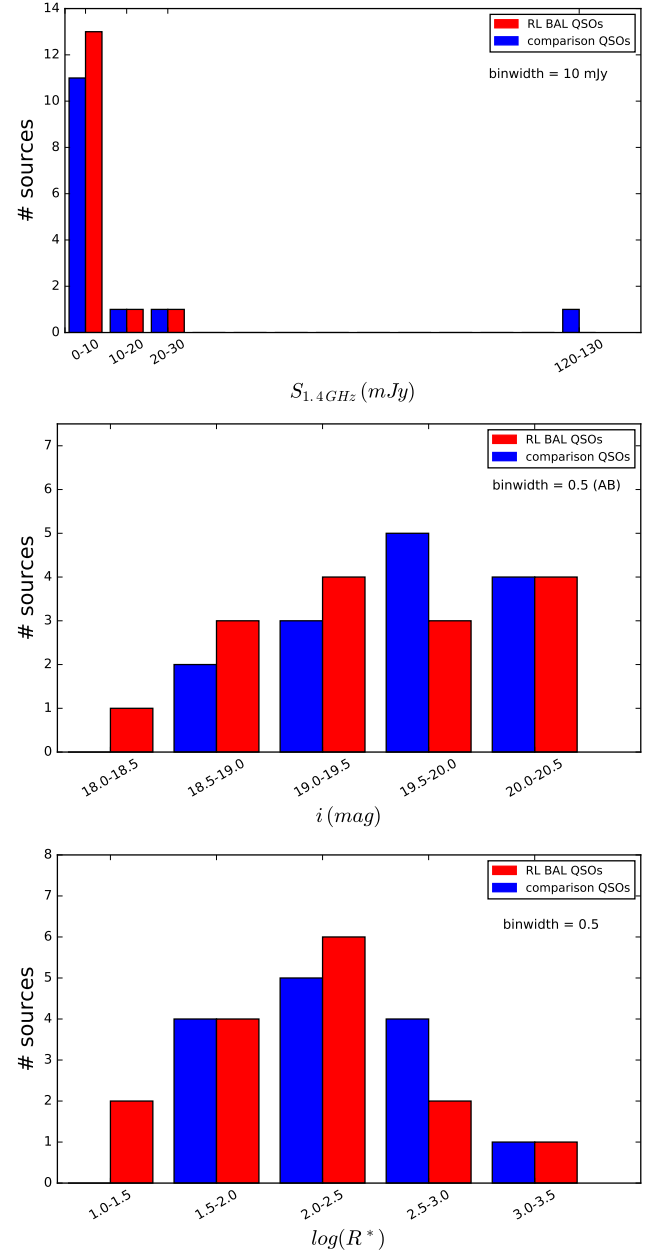 14
12
10
8
6
4
2
0
# sources
RL BAL QSOs
comparison QSOs
binwidth = 10 mJy
0-10
10-20
20-30
120-130
S1.4GHz (mJy)
7
6
5
4
3
2
1
0
# sources
RL BAL QSOs
comparison QSOs
binwidth = 0.5 (AB)
18.0-18.5
18.5-19.0
19.0-19.5
19.5-20.0
20.0-20.5
i (mag)
8
7
6
5
4
3
2
1
0
# sources
RL BAL QSOs
comparison QSOs
binwidth = 0.5
1.0-1.5
1.5-2.0
2.0-2.5
2.5-3.0
3.0-3.5
log(R*)